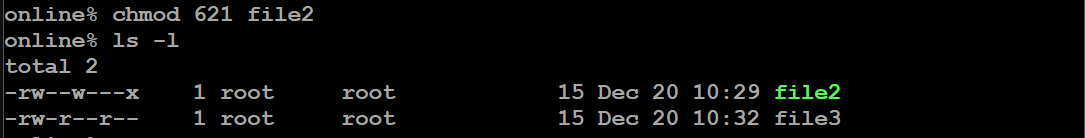 online% chmod 621 file2
online% ls -l
total 2
-rw--w---x 1 root root 15 Dec 20 10:29 file2
-rw-r--r-- 1 root root 15 Dec 20 10:32 file3